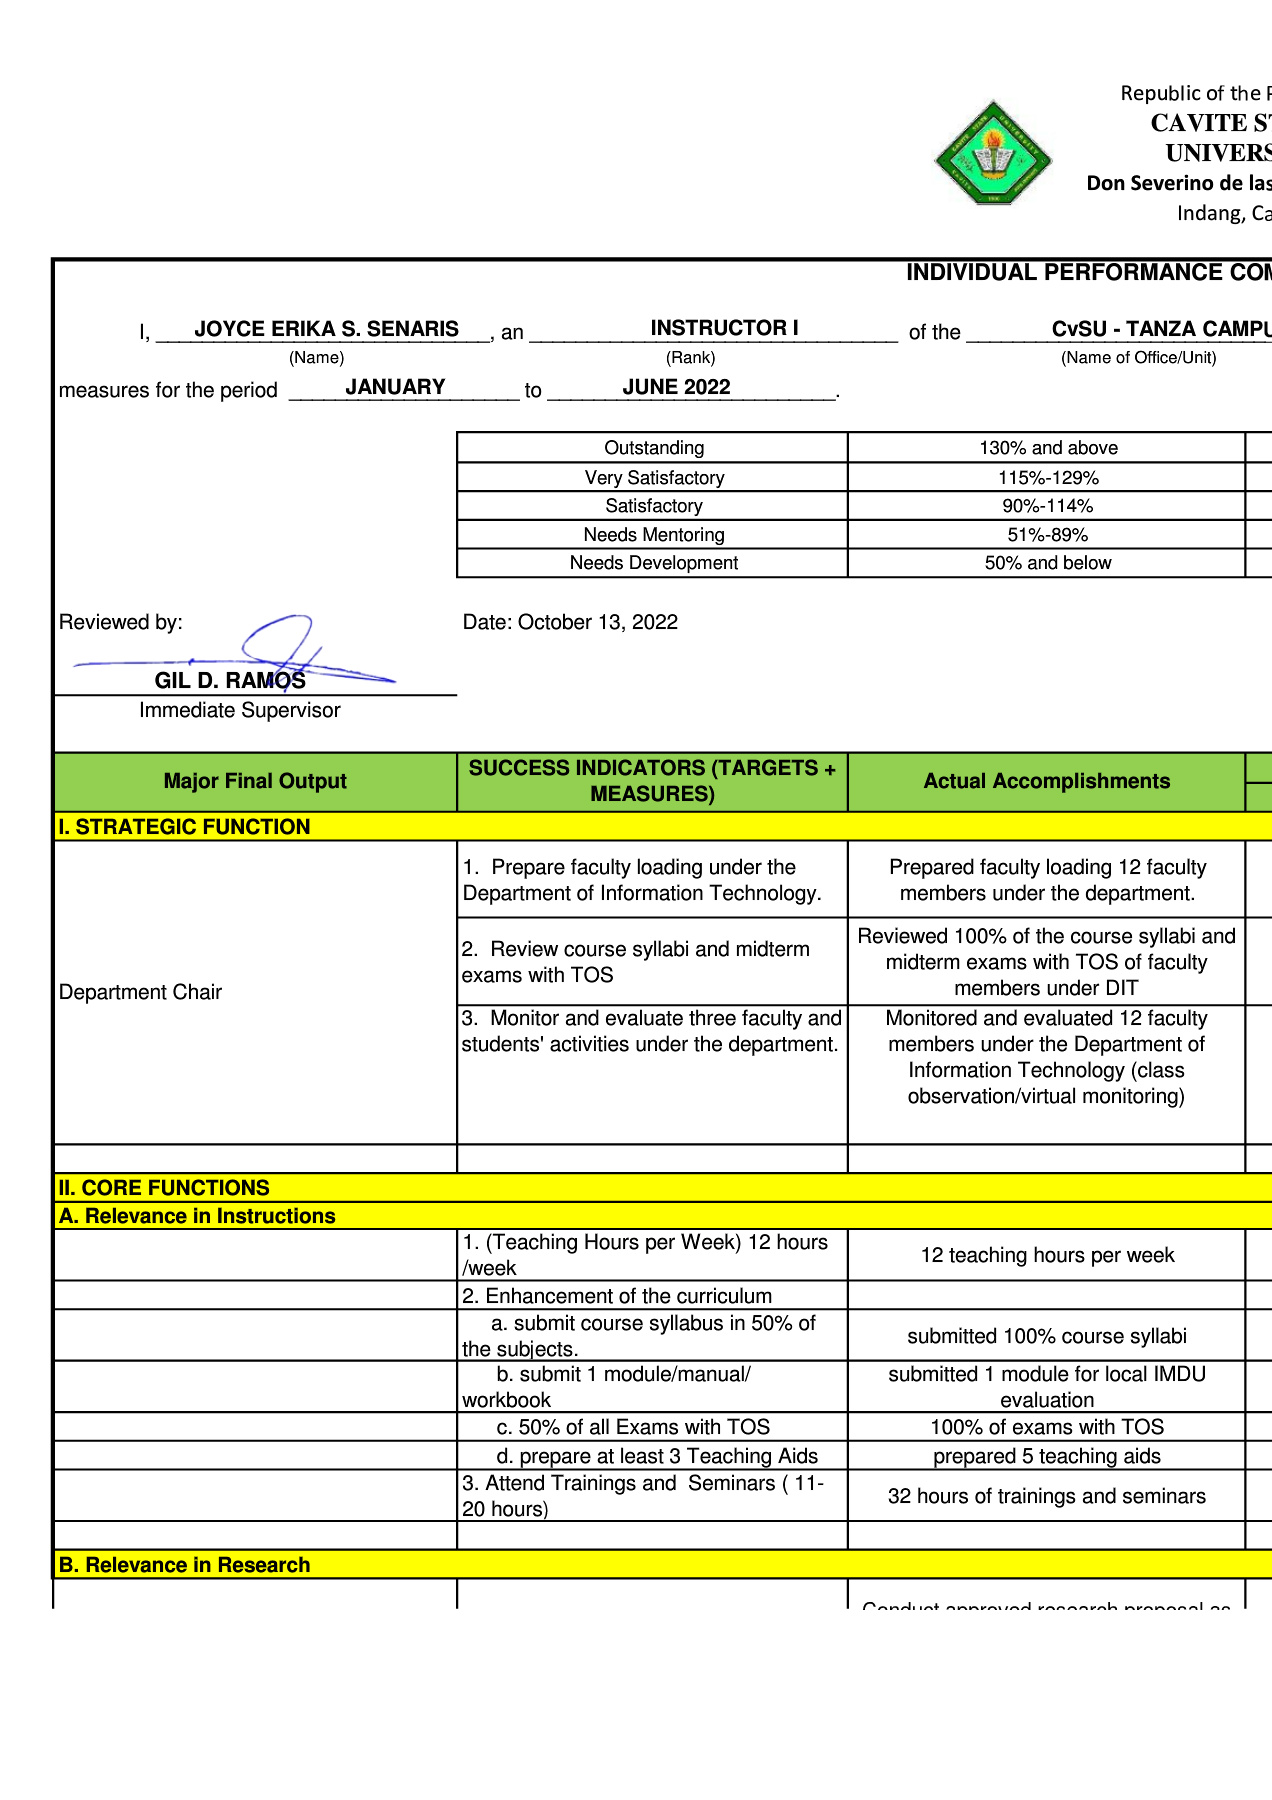 Republic of the
CAVITE
UNIVERS
Don Severino de las
Indang, Ca
INDIVIDUAL PERFORMANCE COM
I, JOYCE ERIKA S. SENARIS, an INSTRUCTOR I of the CvSU - TANZA CAMPU
(Name) (Rank) (Name of Office/Unit)
measures for the period JANUARY to JUNE 2022.
Outstanding 130% and above
Very Satisfactory 115%-129%
Satisfactory 90%-114%
Needs Mentoring 51%-89%
Needs Development 50% and below
Reviewed by: Date: October 13, 2022
GIL D. RAMOS
Immediate Supervisor
Major Final Output
SUCCESS INDICATORS (TARGETS +
MEASURES)
Actual Accomplishments
I. STRATEGIC FUNCTION
Department Chair
1. Prepare faculty loading under the
Department of Information Technology.
Prepared faculty loading 12 faculty
members under the department.
2. Review course syllabi and midterm
exams with TOS
Reviewed 100% of the course syllabi and
midterm exams with TOS of faculty
members under DIT
3. Monitor and evaluate three faculty and
students' activities under the department.
Monitored and evaluated 12 faculty
members under the Department of
Information Technology (class
observation/virtual monitoring)
II. CORE FUNCTIONS
A. Relevance in Instructions
1. (Teaching Hours per Week) 12 hours
/week
12 teaching hours per week
2. Enhancement of the curriculum
a. submit course syllabus in 50% of
the subjects.
submitted 100% course syllabi
b. submit 1 module/manual/
workbook
submitted 1 module for local IMDU
evaluation
c. 50% of all Exams with TOS
100% of exams with TOS
d. prepare at least 3 Teaching Aids
prepared 5 teaching aids
3. Attend Trainings and Seminars ( 11-
20 hours)
32 hours of trainings and seminars
B. Relevance in Research
Conduct approved research proposal as